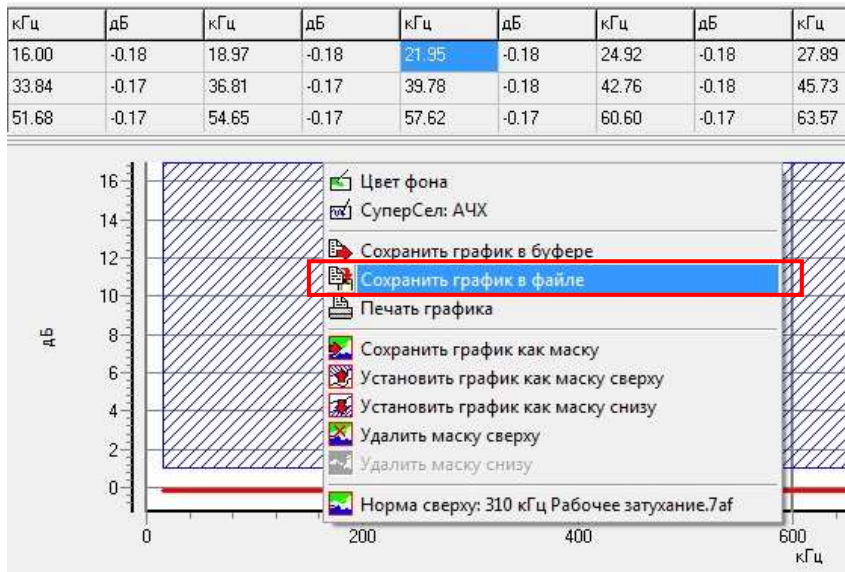 кГц дБ кГц дБ кГц дБ кГц дБ кГц
16.00 -0.18 18.97 -0.18 21.95 -0.18 24.92 -0.18 27.89
33.84 -0.17 36.81 -0.17 39.78 -0.18 42.76 -0.18 45.73
51.68 -0.17 54.65 -0.17 57.62 -0.17 60.60 -0.17 63.57
16
14
12
10
8
6
4
2
0
дБ
Цвет фона
СуперСел: АЧХ
Сохранить график в буфере
Сохранить график в файле
Печать графика
Сохранить график как маску
Установить график как маску сверху
Установить график как маску снизу
Удалить маску сверху
Удалить маску снизу
Норма сверху: 310 кГц Рабочее затухание.7af
0 200 400 600
кГц